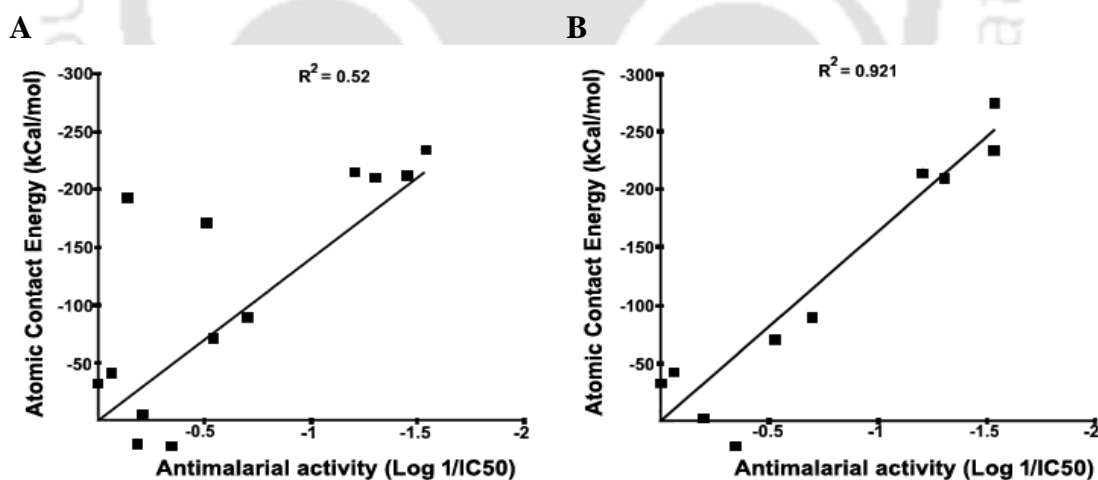 A
B
R2 = 0.52
R2 = 0.921
Atomic Contact Energy (kCal/mol)
-300
-250
-200
-150
-100
-50
-0.5
-1
-1.5
-2
Antimalarial activity (Log 1/IC50)
Atomic Contact Energy (kCal/mol)
-300
-250
-200
-150
-100
-50
-0.5
-1
-1.5
-2
Antimalarial activity (Log 1/IC50)